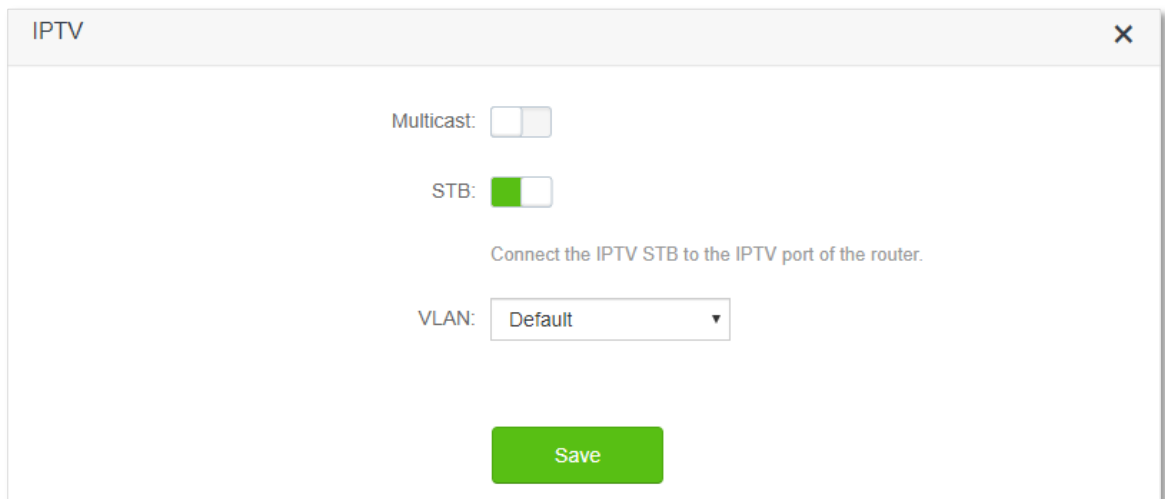 IPTV
Multicast:
STB:
Connect the IPTV STB to the IPTV port of the router.
VLAN: Default
Save